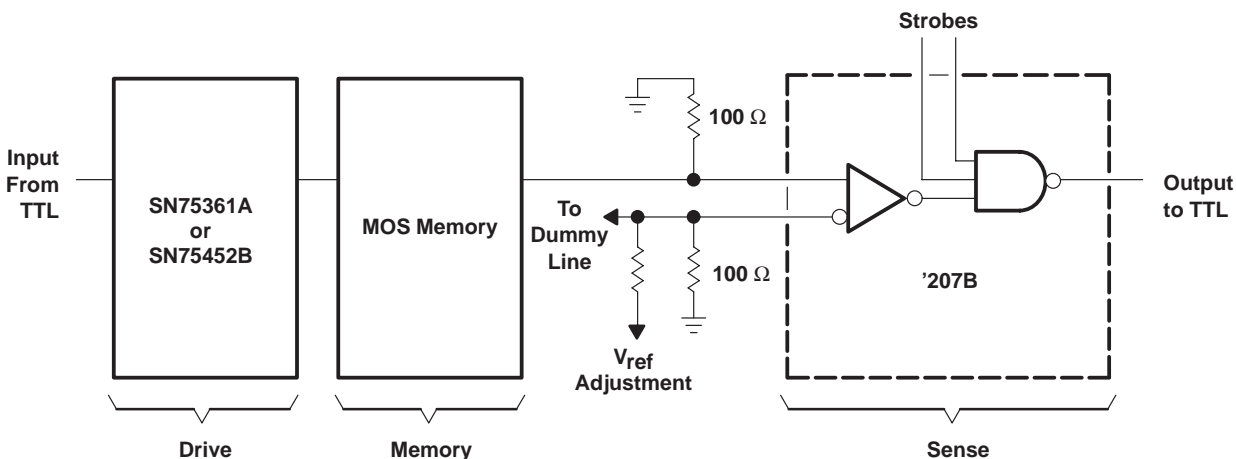 Strobes
100 Ω
Input
From
TTL
SN75361A
or
SN75452B
MOS Memory
To
Dummy
Line
100 Ω
'207B
Output
to TTL
Vref
Adjustment
Drive
Memory
Sense